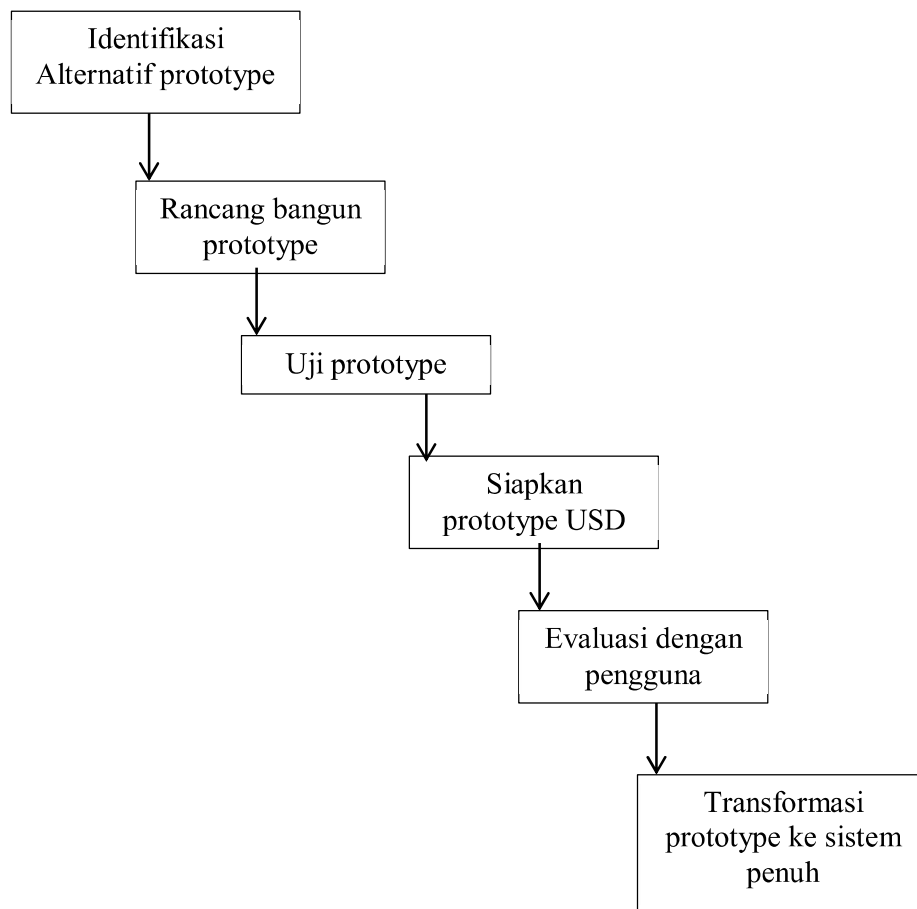 Identifikasi
Alternatif prototype
Rancang bangun
prototype
Uji prototype
Siapkan
prototype USD
Evaluasi dengan
pengguna
Transformasi
prototype ke sistem
penuh